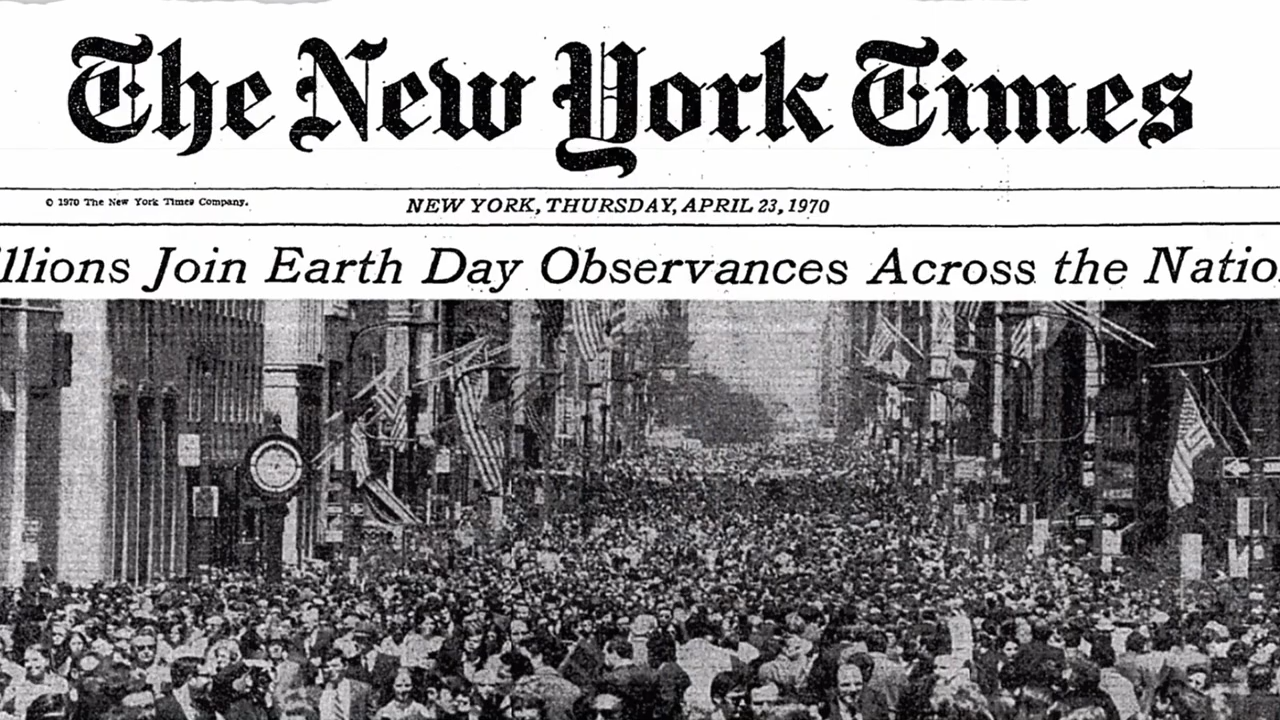 The New York Times
© 1970 The New York Times Company.
NEW YORK, THURSDAY, APRIL 23, 1970
llions Join Earth Day Observances Across the Natio